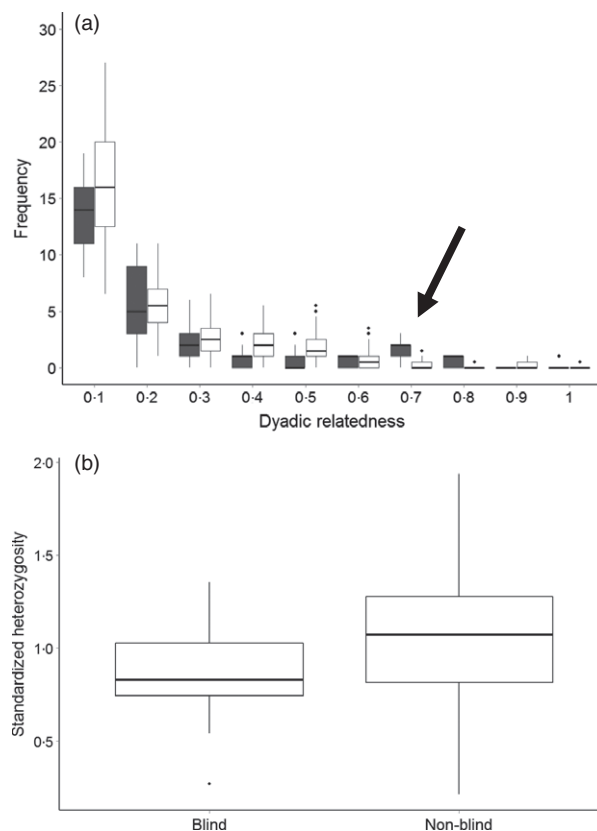 (a)
30
25
20
15
10
5
0
Frequency
0·1 0·2 0·3 0·4 0·5 0·6 0·7 0·8 0·9 1
Dyadic relatedness
(b)
2·0
1·5
1·0
0·5
Standardized heterozygosity
Blind Non-blind